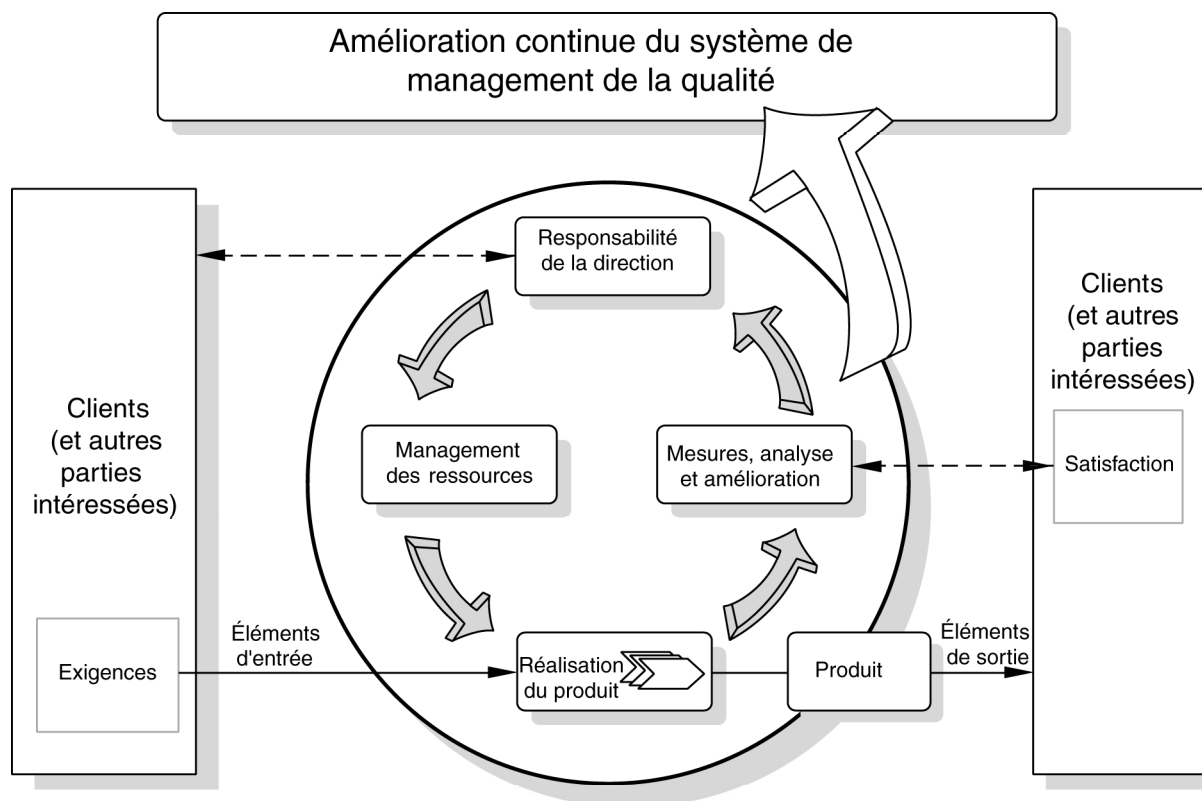 Amélioration continue du système de
management de la qualité
Responsabilité
de la direction
Clients
(et autres
parties
intéressées)
Clients
(et autres
parties
intéressées)
Management
des ressources
Mesures, analyse
et amélioration
Satisfaction
Exigences
Éléments
d'entrée
Réalisation
du produit
Produit
Éléments
de sortie